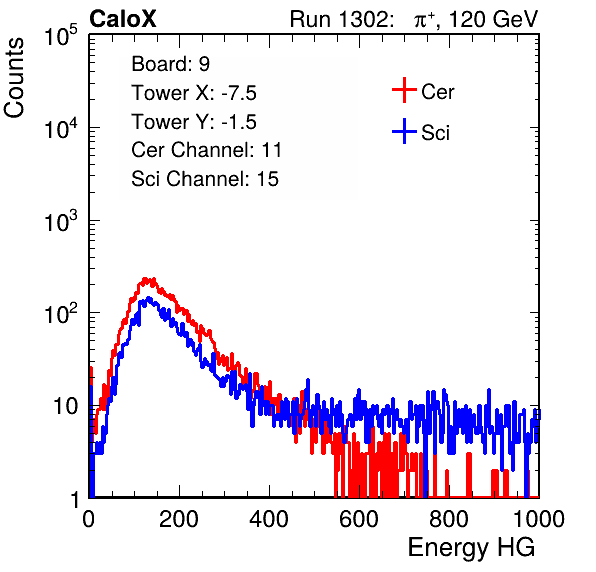 CaloX Run 1302: π⁺, 120 GeV
Counts
10⁵
10⁴
10³
10²
10
1
Board: 9
Tower X: -7.5
Tower Y: -1.5
Cer Channel: 11
Sci Channel: 15
Cer
Sci
0 200 400 600 800 1000
Energy HG